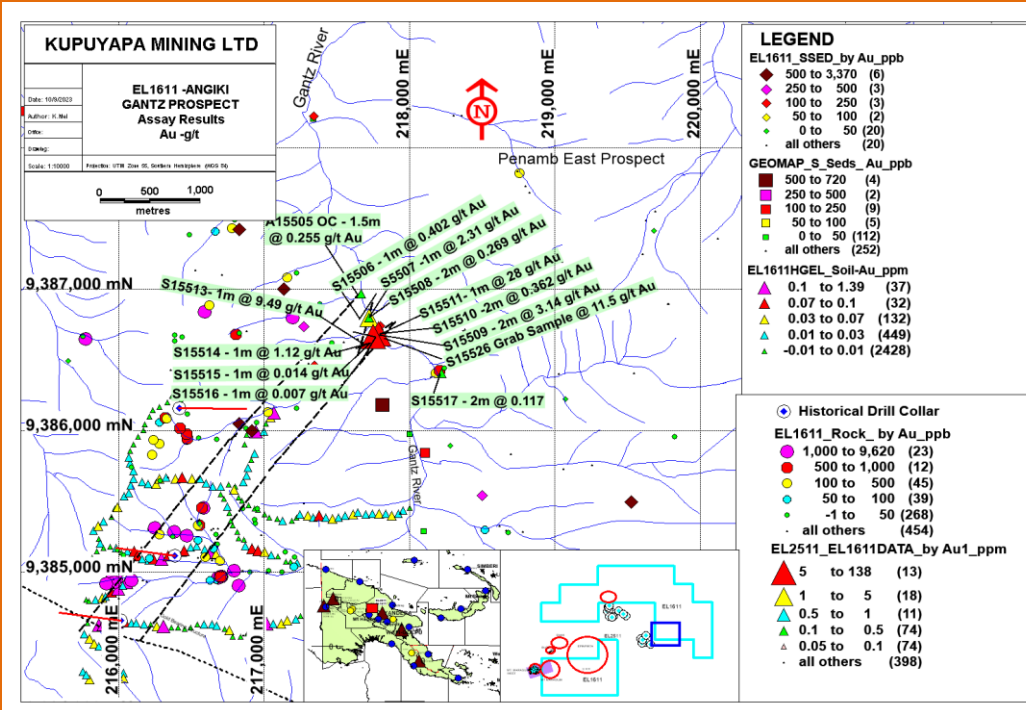 KUPUYAPA MINING LTD
Date: 10/9/2023
Author: K.Mel
Office:
Drawing:
Scale: 1:10000
EL1611 -ANGIKI
GANTZ PROSPECT
Assay Results
Au -g/t
Projection: UTM Zone 55, Southern Hemisphere
0 500 1,000
metres
Gantz River
218,000 mE
219,000 mE
220,000 mE
N
Penamb East Prospect
A15505 OC - 1.5m
@ 0.255 g/t Au
S15506 - 1m @ 0.402 g/t Au
S15507 -1m @ 2.31 g/t Au
S15508 - 2m @ 0.269 g/t Au
S15511- 1m @ 28 g/t Au
S15510 -2m @ 0.362 g/t Au
S15509 - 2m @ 3.14 g/t Au
S15526 Grab Sample @ 11.5 g/t Au
9,387,000 mN
S15513- 1m @ 9.49 g/t Au
S15514 - 1m @ 1.12 g/t Au
S15515 - 1m @ 0.014 g/t Au
S15516 - 1m @ 0.007 g/t Au
S15517 - 2m @ 0.117
9,386,000 mN
Gantz River
9,385,000 mN
216,000 mE
217,000 mE
SIMBERI
EL1611
EL2511
EL1611
LEGEND
EL1611_SSED_by Au_ppb
500 to 3,370 (6)
250 to 500 (3)
100 to 250 (3)
50 to 100 (2)
0 to 50 (20)
all others (20)
GEOMAP_S_Seds_Au_ppb
500 to 720 (4)
250 to 500 (2)
100 to 250 (9)
50 to 100 (5)
0 to 50 (112)
all others (252)
EL1611HGEL_Soil-Au_ppm
0.1 to 1.39 (37)
0.07 to 0.1 (32)
0.03 to 0.07 (132)
0.01 to 0.03 (449)
-0.01 to 0.01 (2428)
Historical Drill Collar
EL1611_Rock_ by Au_ppb
1,000 to 9,620 (23)
500 to 1,000 (12)
100 to 500 (45)
50 to 100 (39)
-1 to 50 (268)
all others (454)
EL2511_EL1611DATA_by Au1_ppm
5 to 138 (13)
1 to 5 (18)
0.5 to 1 (11)
0.1 to 0.5 (74)
0.05 to 0.1 (74)
all others (398)